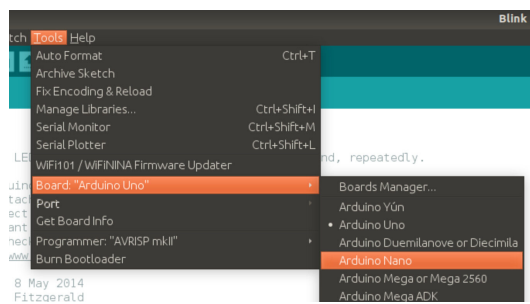 Blink
tch Tools Help
Auto Format Ctrl+T
Archive Sketch
Fix Encoding & Reload
Manage Libraries... Ctrl+Shift+I
Serial Monitor Ctrl+Shift+M
Serial Plotter Ctrl+Shift+L
LE nd, repeatedly.
WiFi101 / WiFiNINA Firmware Updater
Board: "Arduino Uno"
Boards Manager...
Port
Arduino Yún
Get Board Info
• Arduino Uno
Programmer: "AVRISP mkII"
Arduino Duemilanove or Diecimila
Burn Bootloader
Arduino Nano
www
8 May 2014
Arduino Mega or Mega 2560
Fitzgerald
Arduino Mega ADK